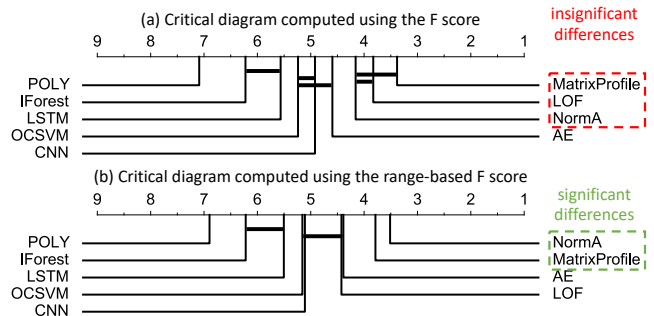 (a) Critical diagram computed using the F score
insignificant
differences
9 8 7 6 5 4 3 2 1
POLY MatrixProfile
IForest LOF
LSTM NormA
OCSVM AE
CNN
(b) Critical diagram computed using the range-based F score
significant
differences
9 8 7 6 5 4 3 2 1
POLY NormA
IForest MatrixProfile
LSTM AE
OCSVM LOF
CNN